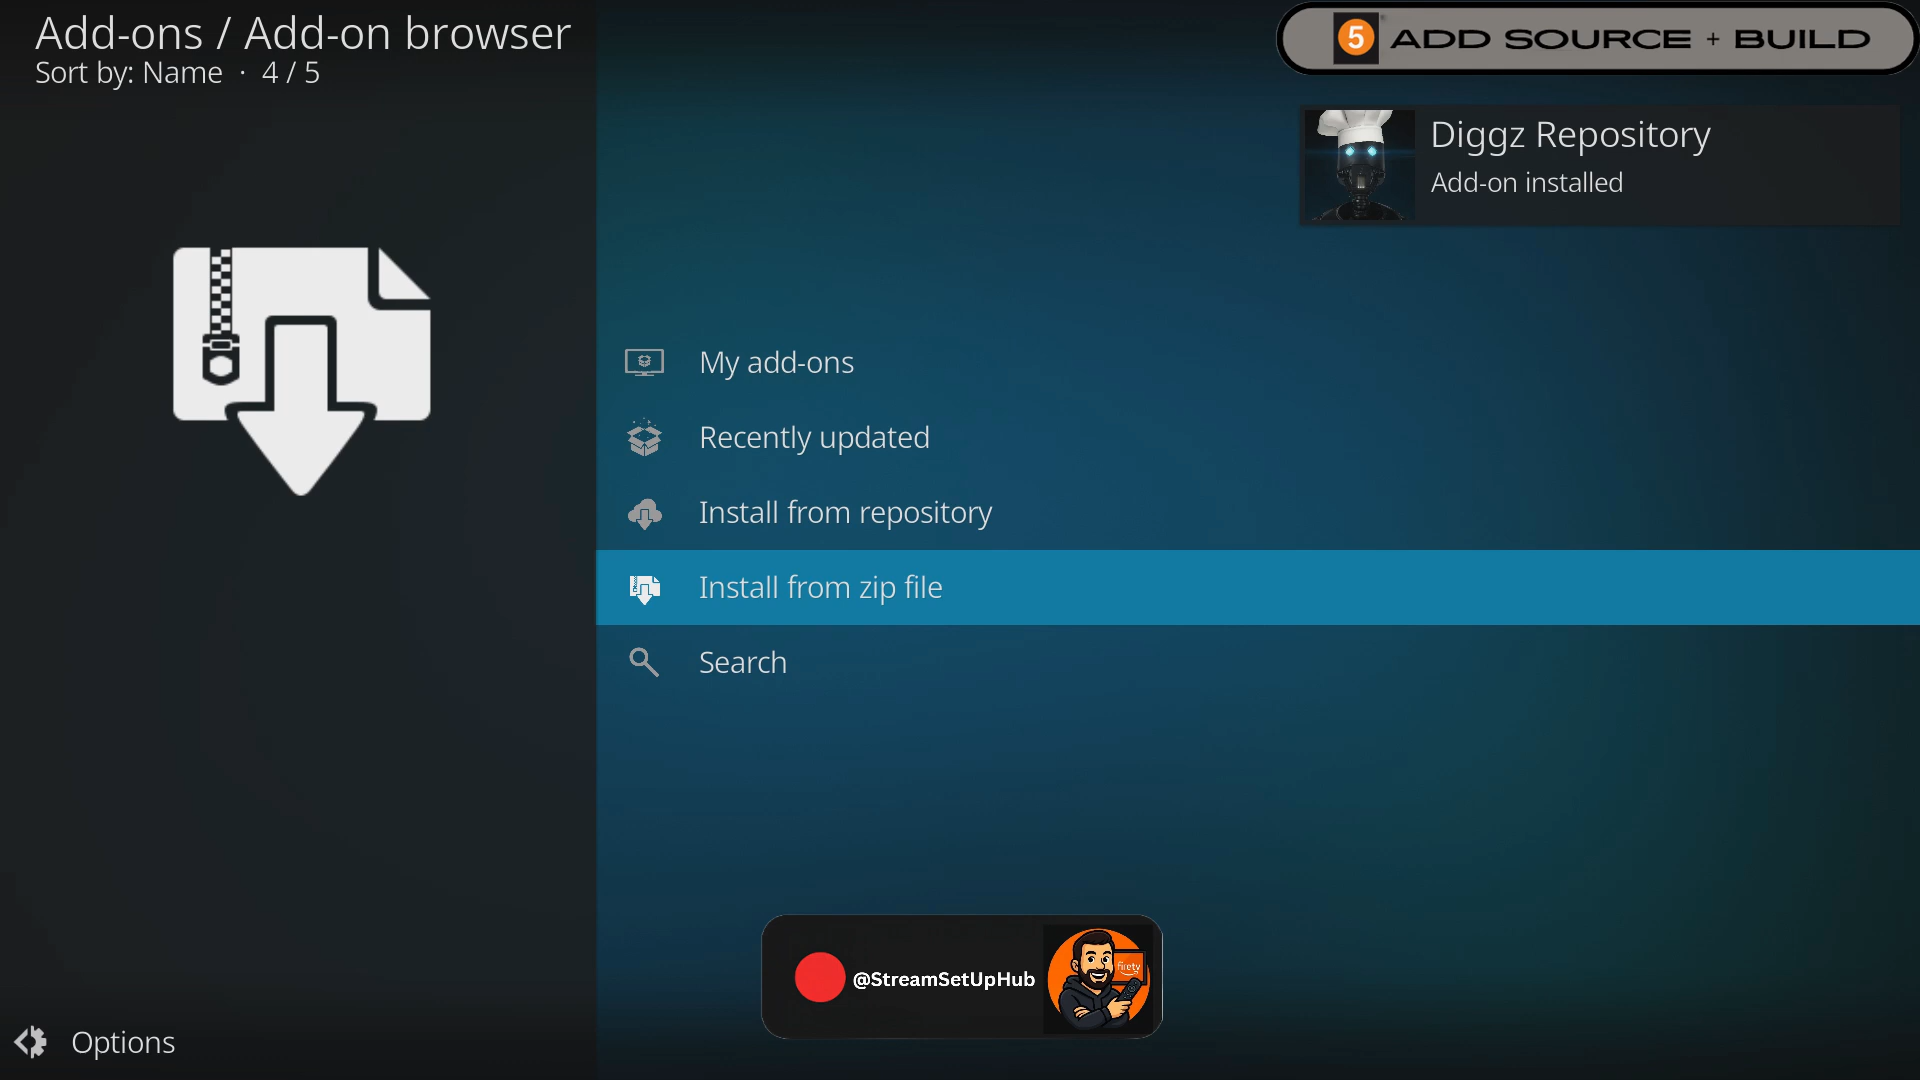 Add-ons / Add-on browser
Sort by: Name · 4 / 5
5 ADD SOURCE + BUILD
Diggz Repository
Add-on installed
My add-ons
Recently updated
Install from repository
Install from zip file
Search
@StreamSetUpHub
firetv
Options